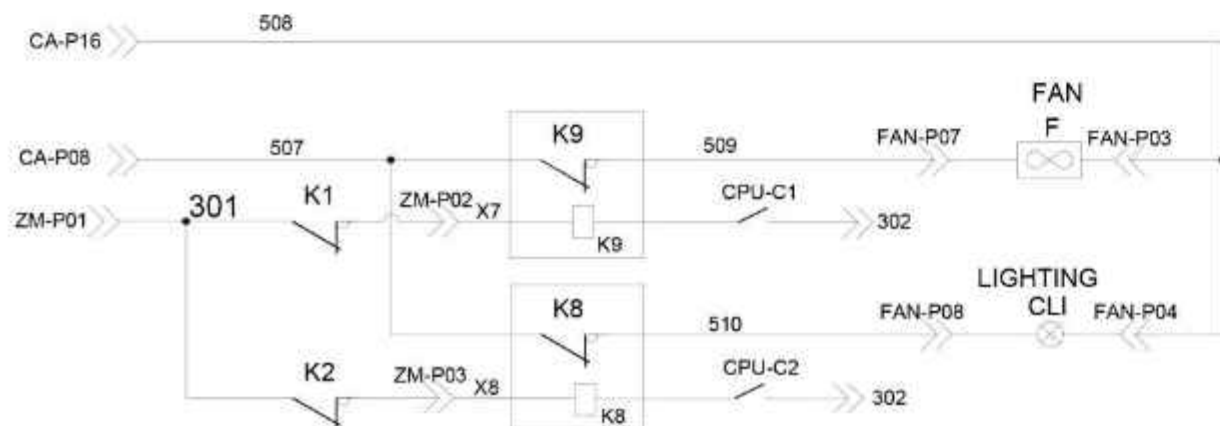 CA-P16
508
CA-P08
507
K9
509
FAN-P07
FAN
F
FAN-P03
ZM-P01
301
K1
ZM-P02
X7
K9
CPU-C1
302
K8
510
FAN-P08
LIGHTING
CLI
FAN-P04
K2
ZM-P03
X8
K8
CPU-C2
302